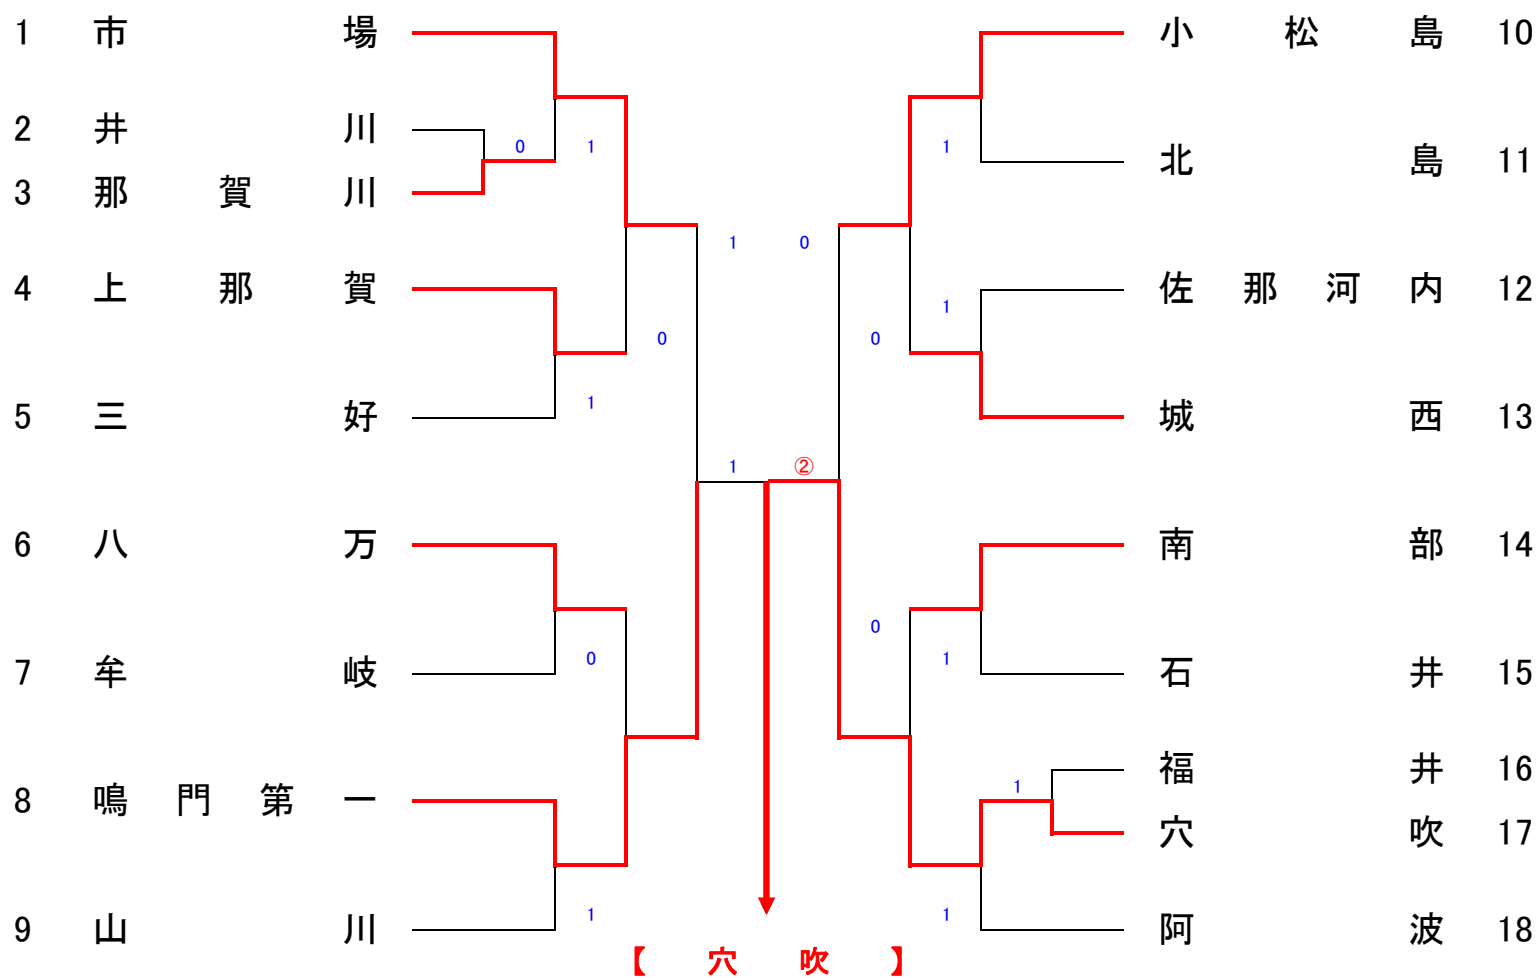 1 市場 小松島 10
2 井川
0 1 1
北島 11
3 那賀川
1 0
4 上那賀 佐那河内 12
1
0 0
1
5 三好 城西 13
1 ②
6 八万 南部 14
0
0 1
7 牟岐 石井 15
福井 16
1
8 鳴門第一
穴吹 17
1 1
9 山川 阿波 18
【 穴吹 】